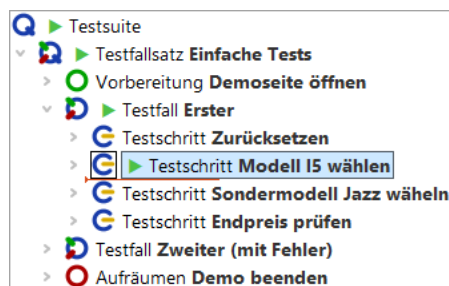 Testsuite
Testfallsatz Einfache Tests
Vorbereitung Demoseite öffnen
Testfall Erster
Testschritt Zurücksetzen
Testschritt Modell I5 wählen
Testschritt Sondermodell Jazz wäheln
Testschritt Endpreis prüfen
Testfall Zweiter (mit Fehler)
Aufräumen Demo beenden